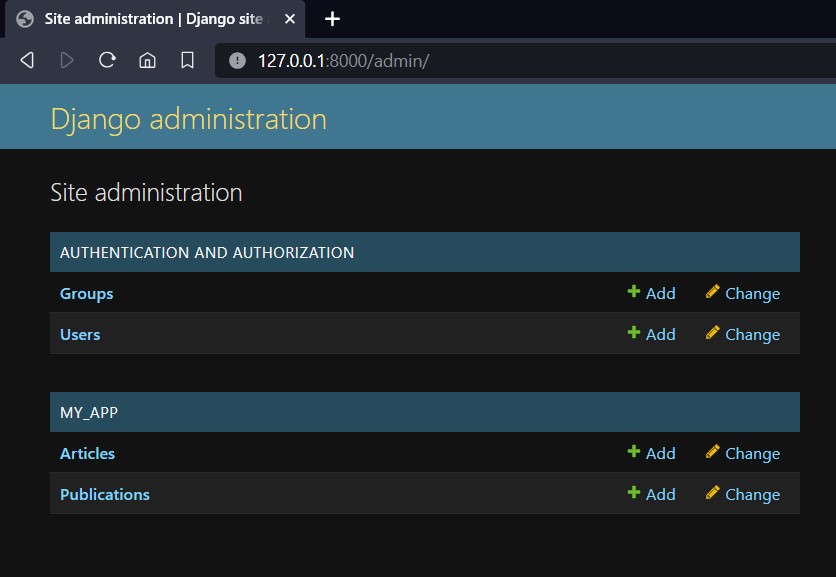 Site administration | Django site
127.0.0.1:8000/admin/
Django administration
Site administration
AUTHENTICATION AND AUTHORIZATION
Groups Add Change
Users Add Change
MY_APP
Articles Add Change
Publications Add Change